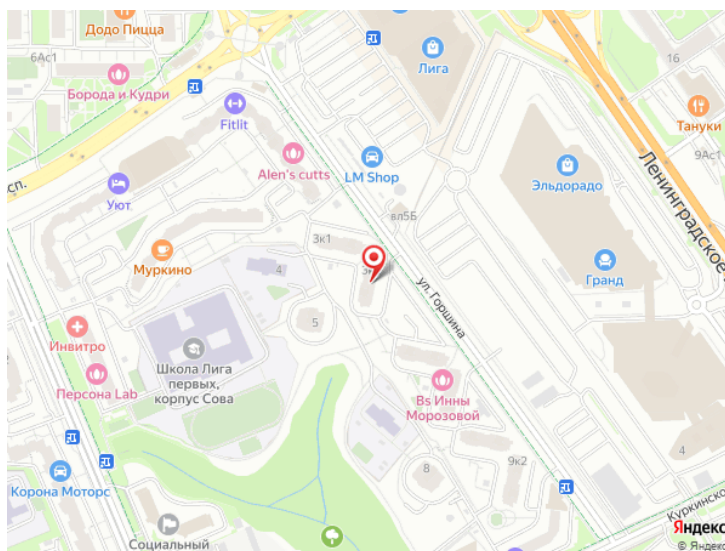 Додо Пицца
6Ас1
Борода и Кудри
Fitlit
Лига
16
Тануки
9Ас1
Alen's cutts
LM Shop
Эльдорадо
Ленинградское
сп.
Уют
вл5Б
Муркино
3к1
4
Гранд
ул. Горшина
5
Инвитро
Школа Лига
первых,
корпус Сова
Персона Lab
Bs Инны
Морозовой
8
9к2
4
Корона Моторс
Социальный
Куркинско
Яндекс
© Яндекс